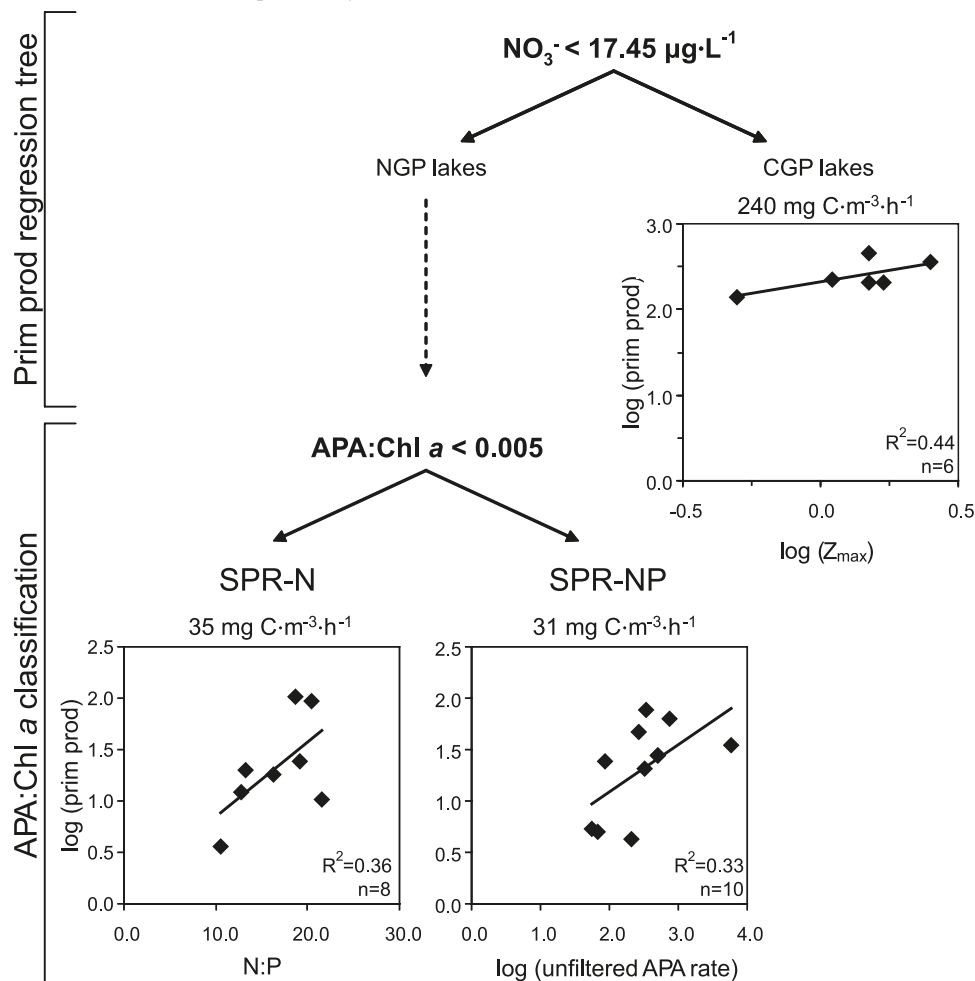 Prim prod regression tree
NO₃⁻ < 17.45 µg·L⁻¹
NGP lakes
CGP lakes
240 mg C·m⁻³·h⁻¹
log (prim prod)
3.0
2.0
1.0
0.0
R²=0.44
n=6
-0.5 0.0 0.5
log (Zmax)
APA:Chl a classification
APA:Chl a < 0.005
SPR-N
35 mg C·m⁻³·h⁻¹
log (prim prod)
2.5
2.0
1.5
1.0
0.5
0.0
R²=0.36
n=8
0.0 10.0 20.0 30.0
N:P
SPR-NP
31 mg C·m⁻³·h⁻¹
2.5
2.0
1.5
1.0
0.5
0.0
R²=0.33
n=10
0.0 1.0 2.0 3.0 4.0
log (unfiltered APA rate)